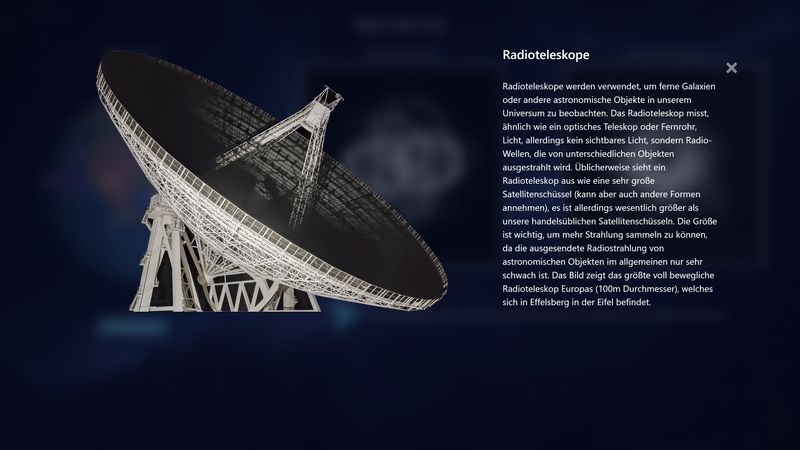 Radioteleskope
Radioteleskope werden verwendet, um ferne Galaxien
oder andere astronomische Objekte in unserem
Universum zu beobachten. Das Radioteleskop misst,
ähnlich wie ein optisches Teleskop oder Fernrohr,
Licht, allerdings kein sichtbares Licht, sondern Radio-
Wellen, die von unterschiedlichen Objekten
ausgestrahlt wird. Üblicherweise sieht ein
Radioteleskop aus wie eine sehr große
Satellitenschüssel (kann aber auch andere Formen
annehmen), es ist allerdings wesentlich größer als
unsere handelsüblichen Satellitenschüsseln. Die Größe
ist wichtig, um mehr Strahlung sammeln zu können,
da die ausgesendete Radiostrahlung von
astronomischen Objekten im allgemeinen nur sehr
schwach ist. Das Bild zeigt das größte voll bewegliche
Radioteleskop Europas (100m Durchmesser), welches
sich in Effelsberg in der Eifel befindet.